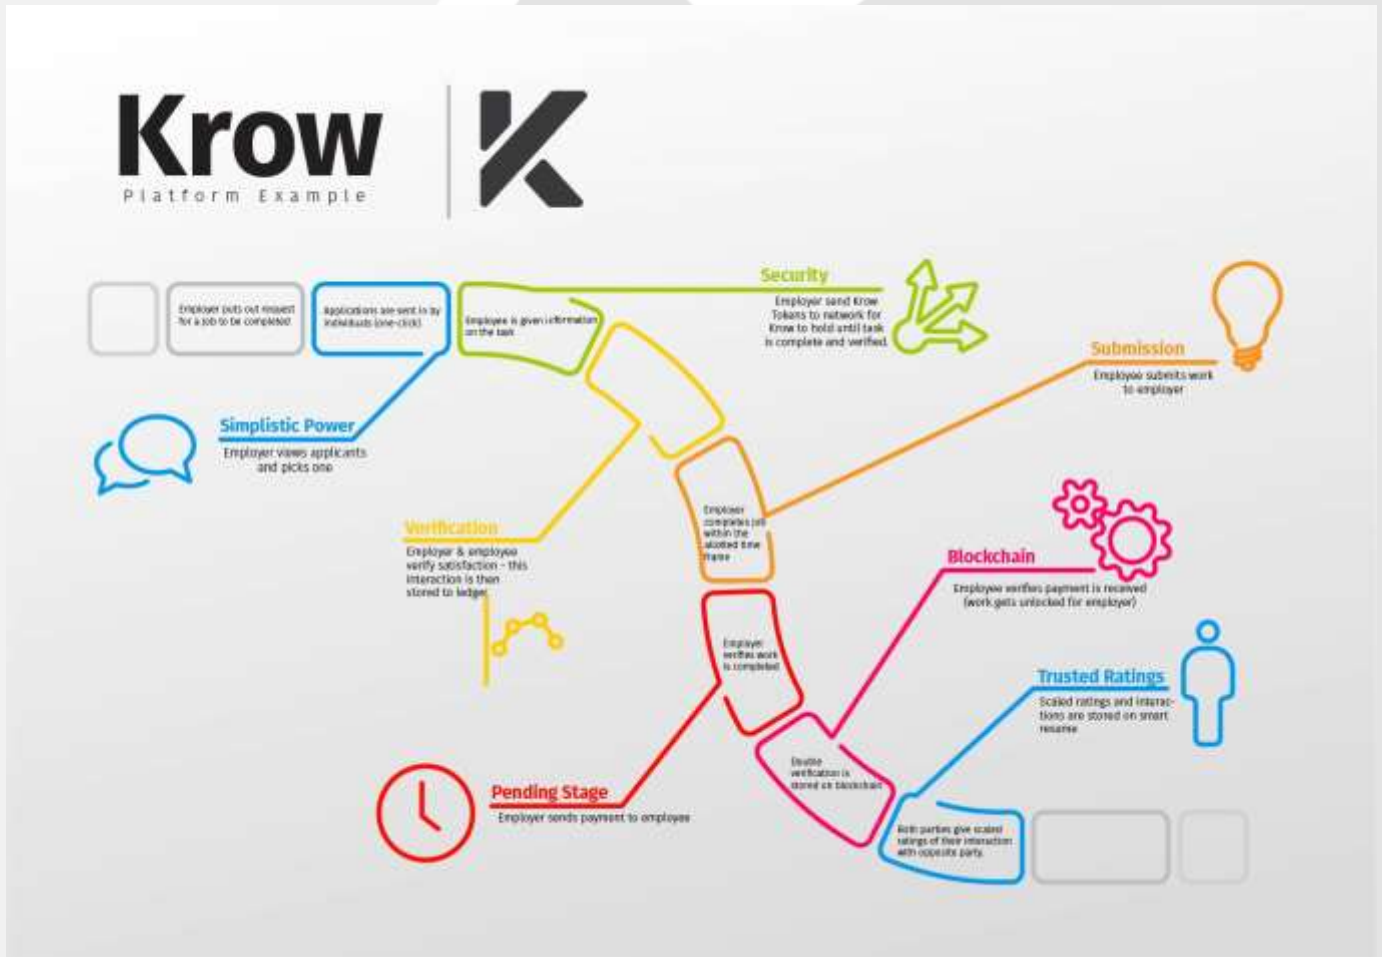 Krow
Platform Example
Employer puts out request
for a job to be completed
Applications are sent in by
individuals (one-click)
Employee is given information
on the task
Security
Employer send Krow
Tokens to network for
Krow to hold until task
is complete and verified.
Submission
Employee submits work
to employer
Simplistic Power
Employer views applicants
and picks one
Verification
Employer & employee
verify satisfaction - this
interaction is then
stored to ledger.
Employer
completes job
within the
allotted time
frame
Blockchain
Employee verifies payment is received
(work gets unlocked for employer)
Employer
verifies work
is completed
Trusted Ratings
Scaled ratings and interac-
tions are stored on smart
resume
Double
verification is
stored on blockchain
Pending Stage
Employer sends payment to employee
Both parties give scaled
ratings of their interaction
with opposite party.